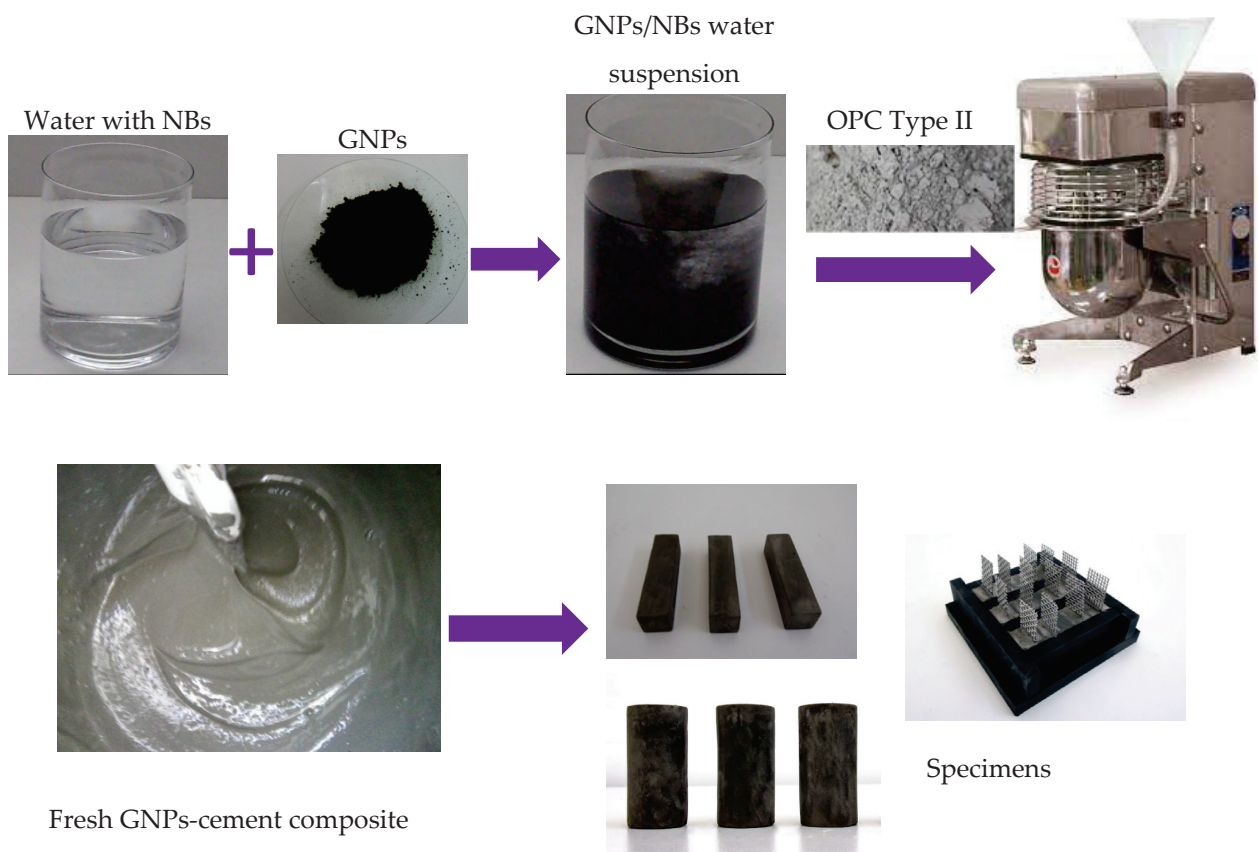 GNPs/NBs water
suspension
Water with NBs
GNPs
OPC Type II
Specimens
Fresh GNPs-cement composite